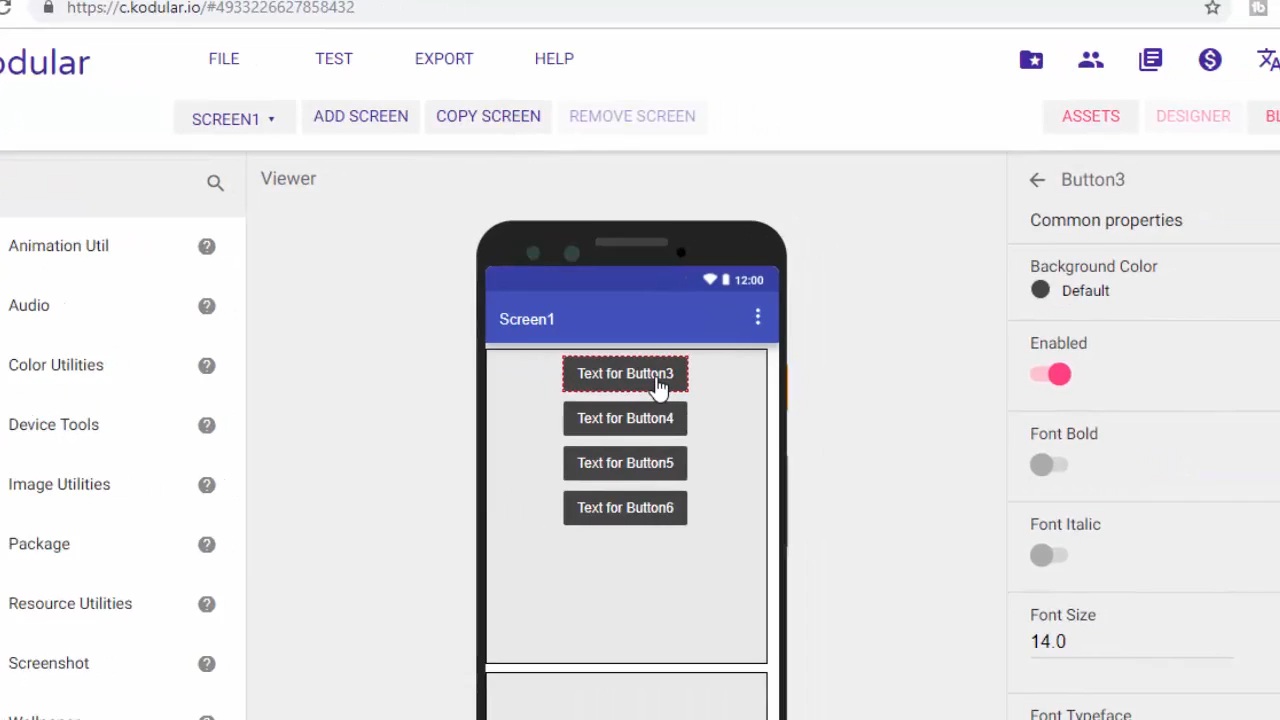 https://c.kodular.io/#4933226627858432
odular
FILE TEST EXPORT HELP
SCREEN1 ADD SCREEN COPY SCREEN REMOVE SCREEN ASSETS DESIGNER BL
Viewer
Button3
Common properties
Animation Util
Audio
Color Utilities
Device Tools
Image Utilities
Package
Resource Utilities
Screenshot
12:00
Screen1
Text for Button3
Text for Button4
Text for Button5
Text for Button6
Background Color
Default
Enabled
Font Bold
Font Italic
Font Size
14.0
Font Typeface